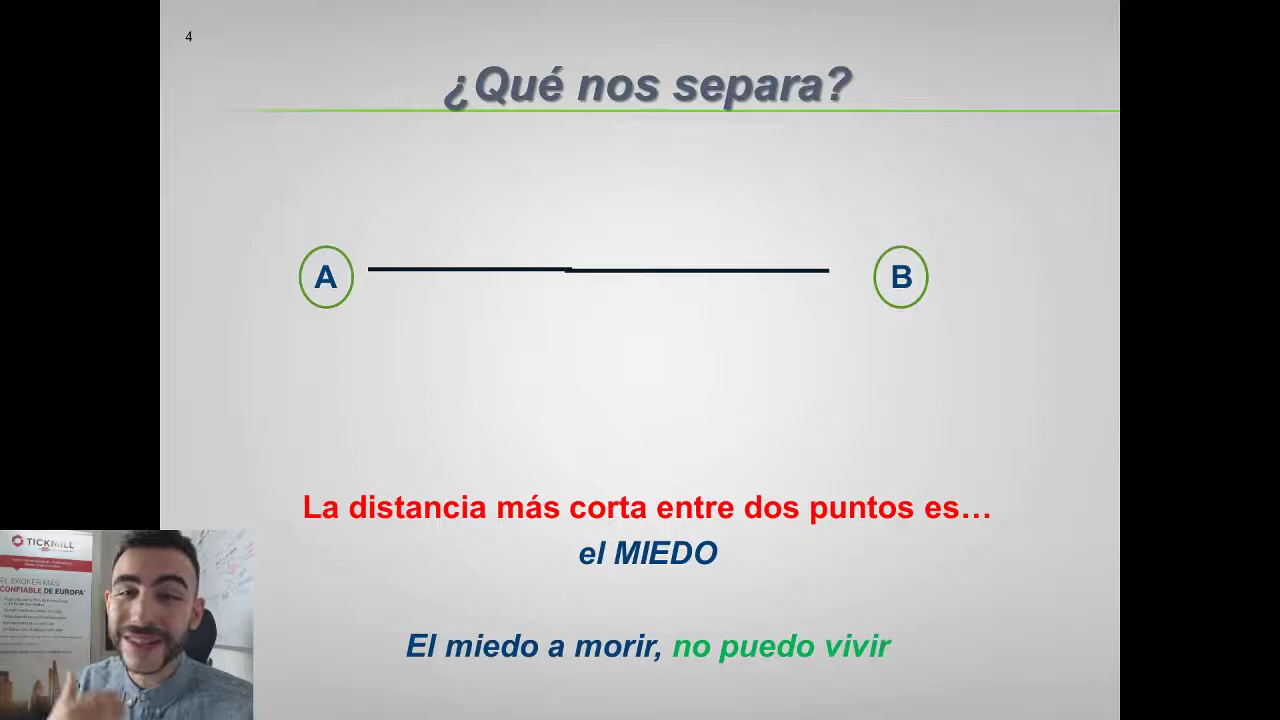 4
¿Qué nos separa?
A
B
La distancia más corta entre dos puntos es…
el MIEDO
El miedo a morir, no puedo vivir
TICKMILL
EL BROKER MÁS
CONFIABLE DE EUROPA*